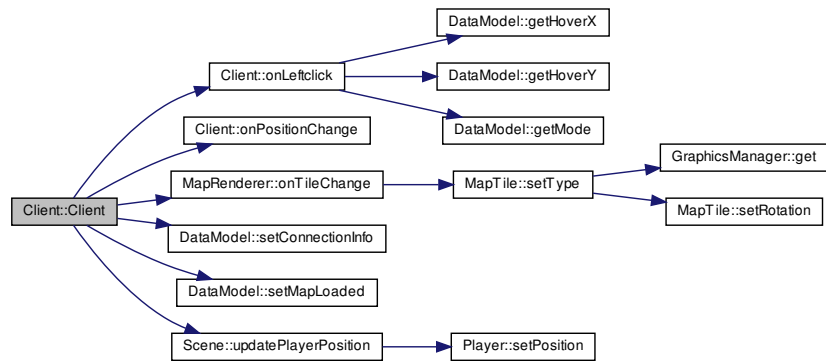 Client::Client
Client::onLeftclick
DataModel::getHoverX
DataModel::getHoverY
DataModel::getMode
Client::onPositionChange
MapRenderer::onTileChange
MapTile::setType
GraphicsManager::get
MapTile::setRotation
DataModel::setConnectionInfo
DataModel::setMapLoaded
Scene::updatePlayerPosition
Player::setPosition